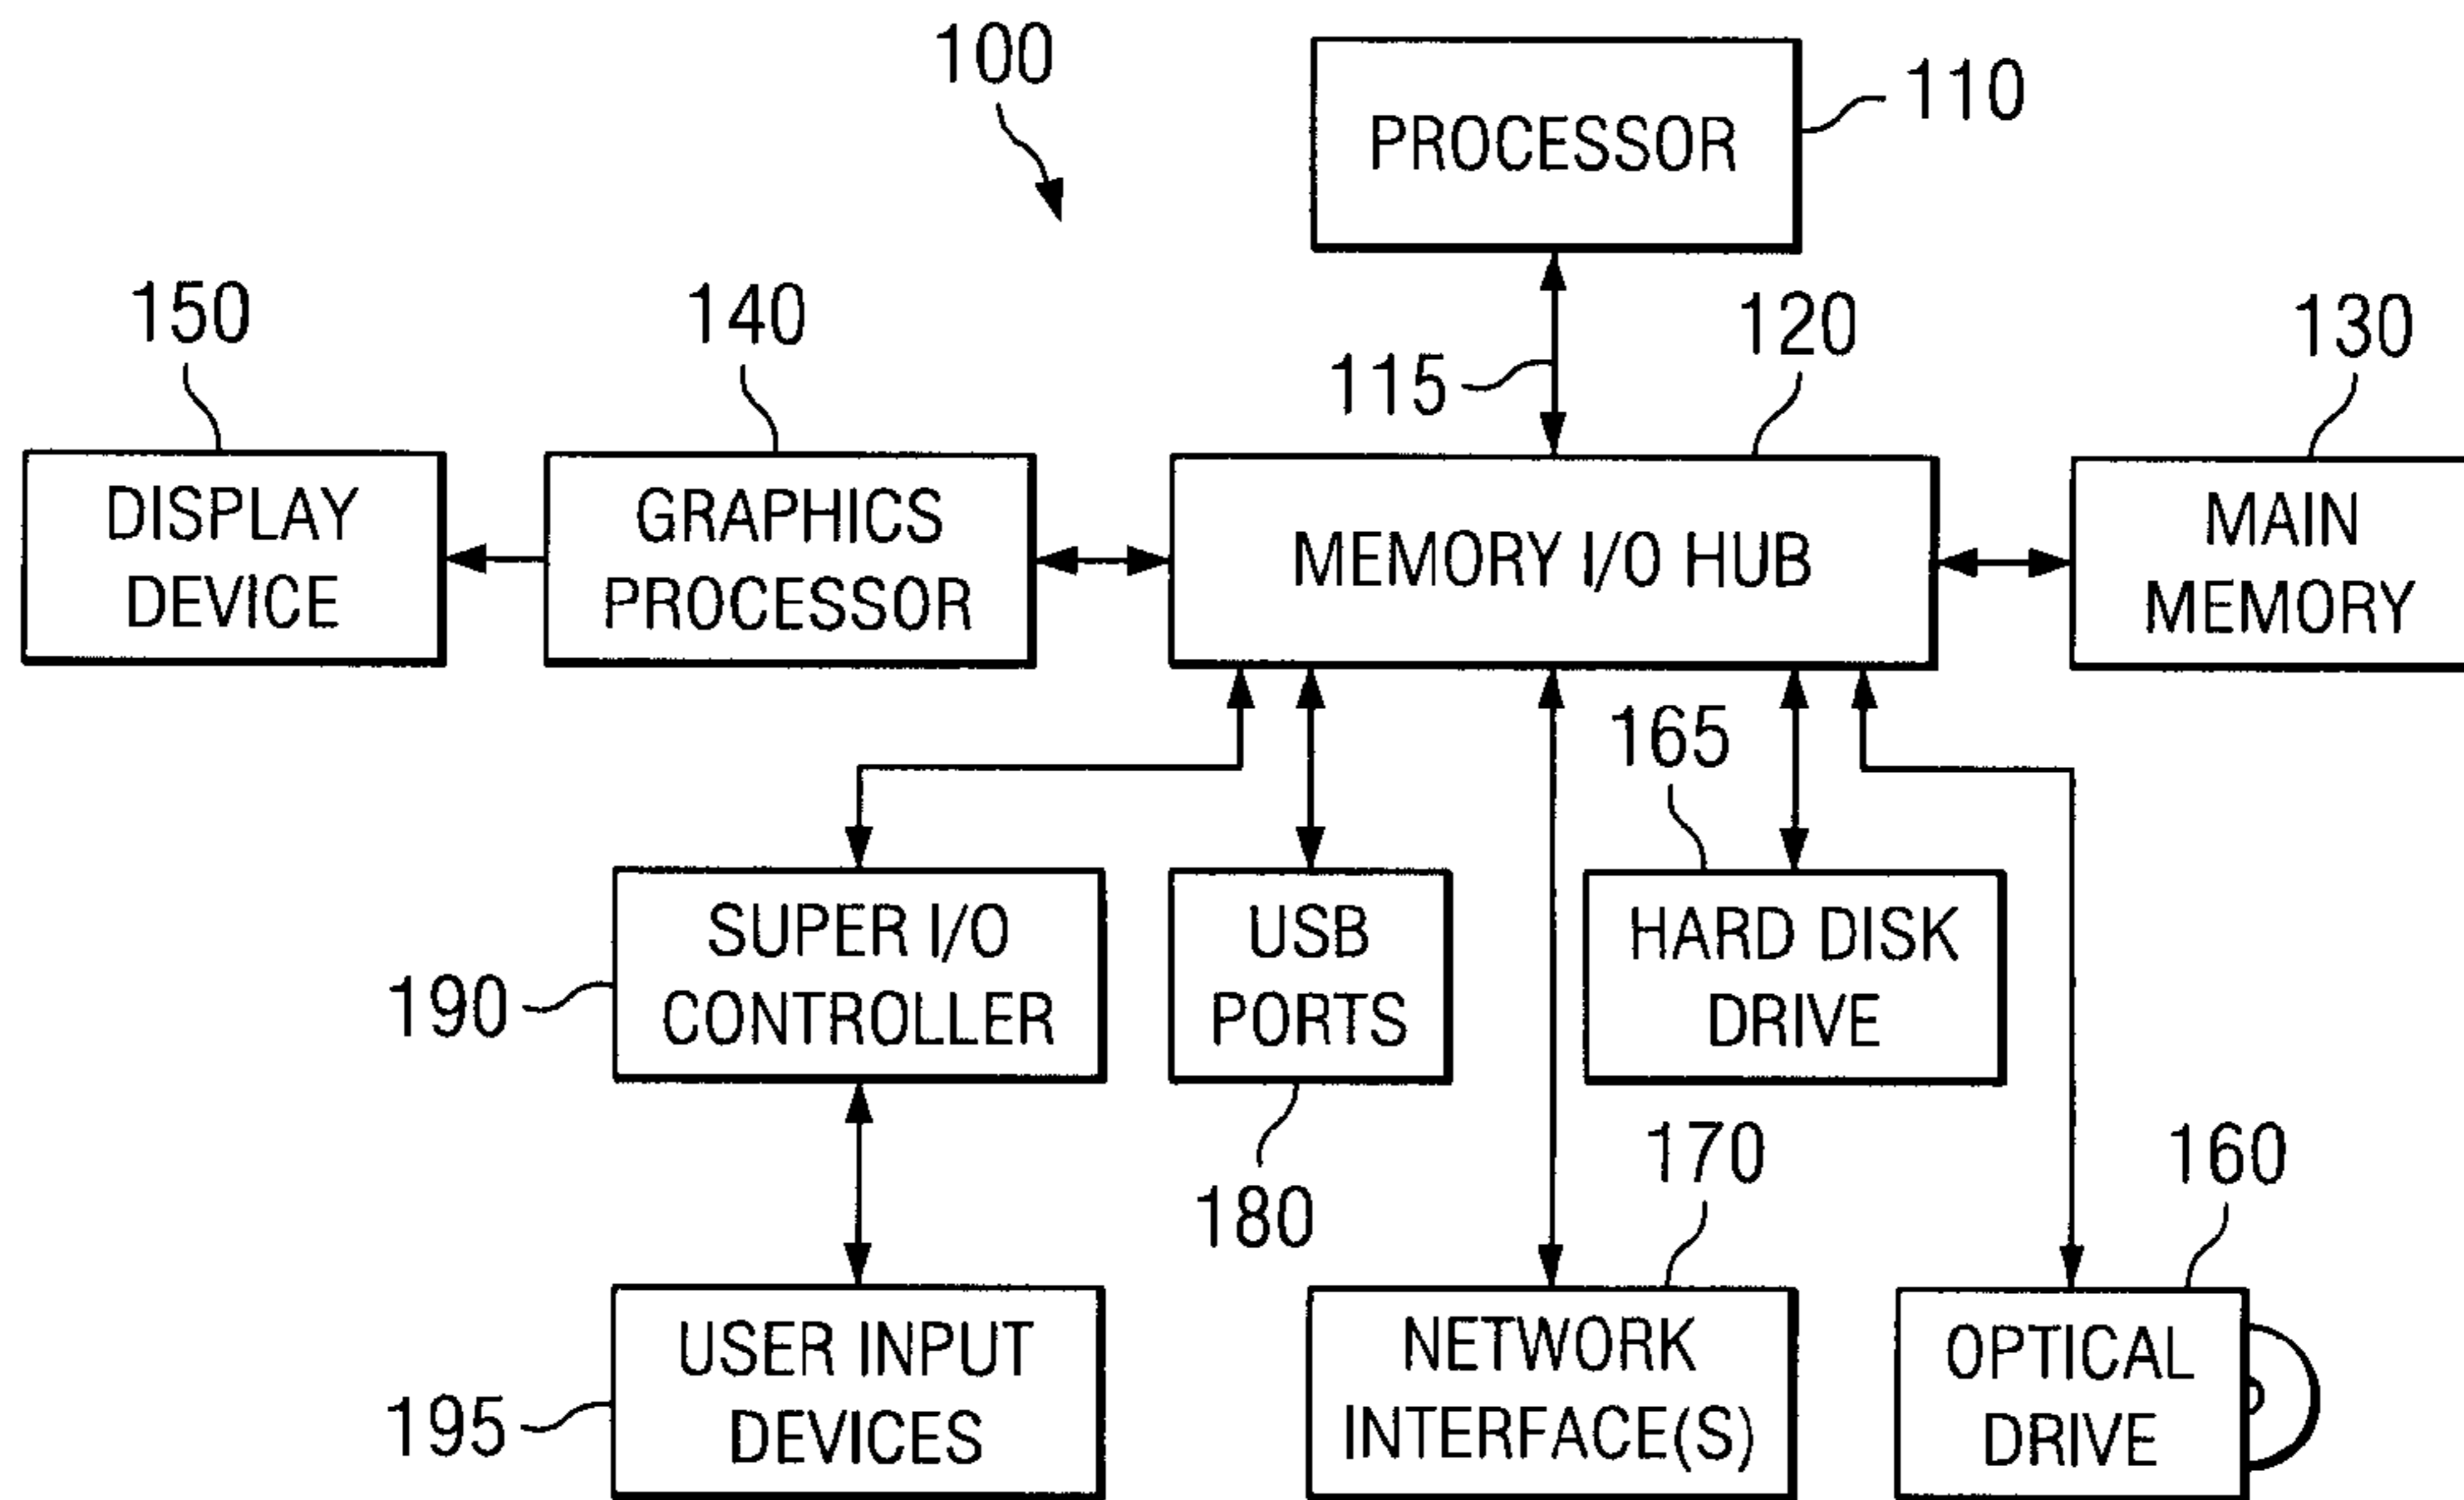 100
PROCESSOR
110
150
140
115
120
130
DISPLAY
DEVICE
GRAPHICS
PROCESSOR
MEMORY I/O HUB
MAIN
MEMORY
165
SUPER I/O
CONTROLLER
190
USB
PORTS
180
HARD DISK
DRIVE
170
160
USER INPUT
DEVICES
195
NETWORK
INTERFACE(S)
OPTICAL
DRIVE